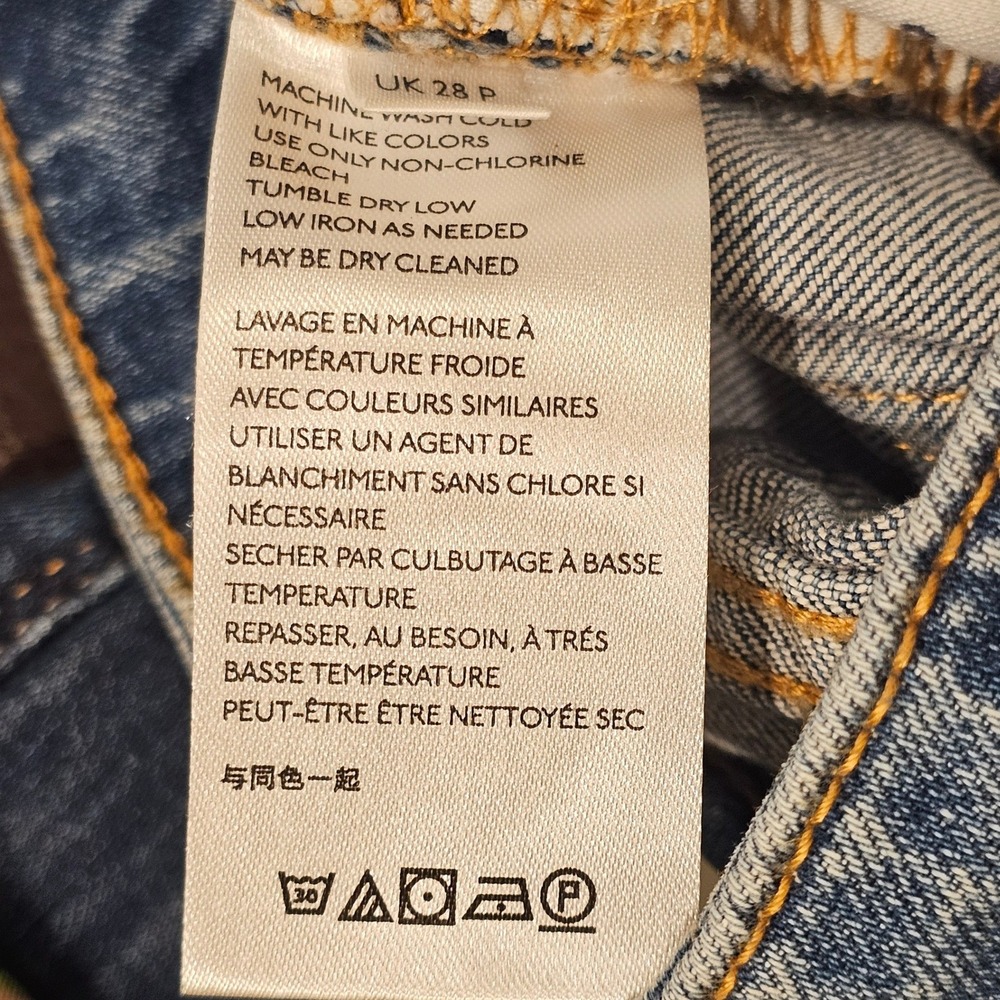 UK 28 P
MACHINE WASH COLD
WITH LIKE COLORS
USE ONLY NON-CHLORINE
BLEACH
TUMBLE DRY LOW
LOW IRON AS NEEDED
MAY BE DRY CLEANED
LAVAGE EN MACHINE À
TEMPÉRATURE FROIDE
AVEC COULEURS SIMILAIRES
UTILISER UN AGENT DE
BLANCHIMENT SANS CHLORE SI
NÉCESSAIRE
SECHER PAR CULBUTAGE À BASSE
TEMPERATURE
REPASSER, AU BESOIN, À TRÉS
BASSE TEMPÉRATURE
PEUT-ÊTRE ÊTRE NETTOYÉE SEC
与同色一起
30 P